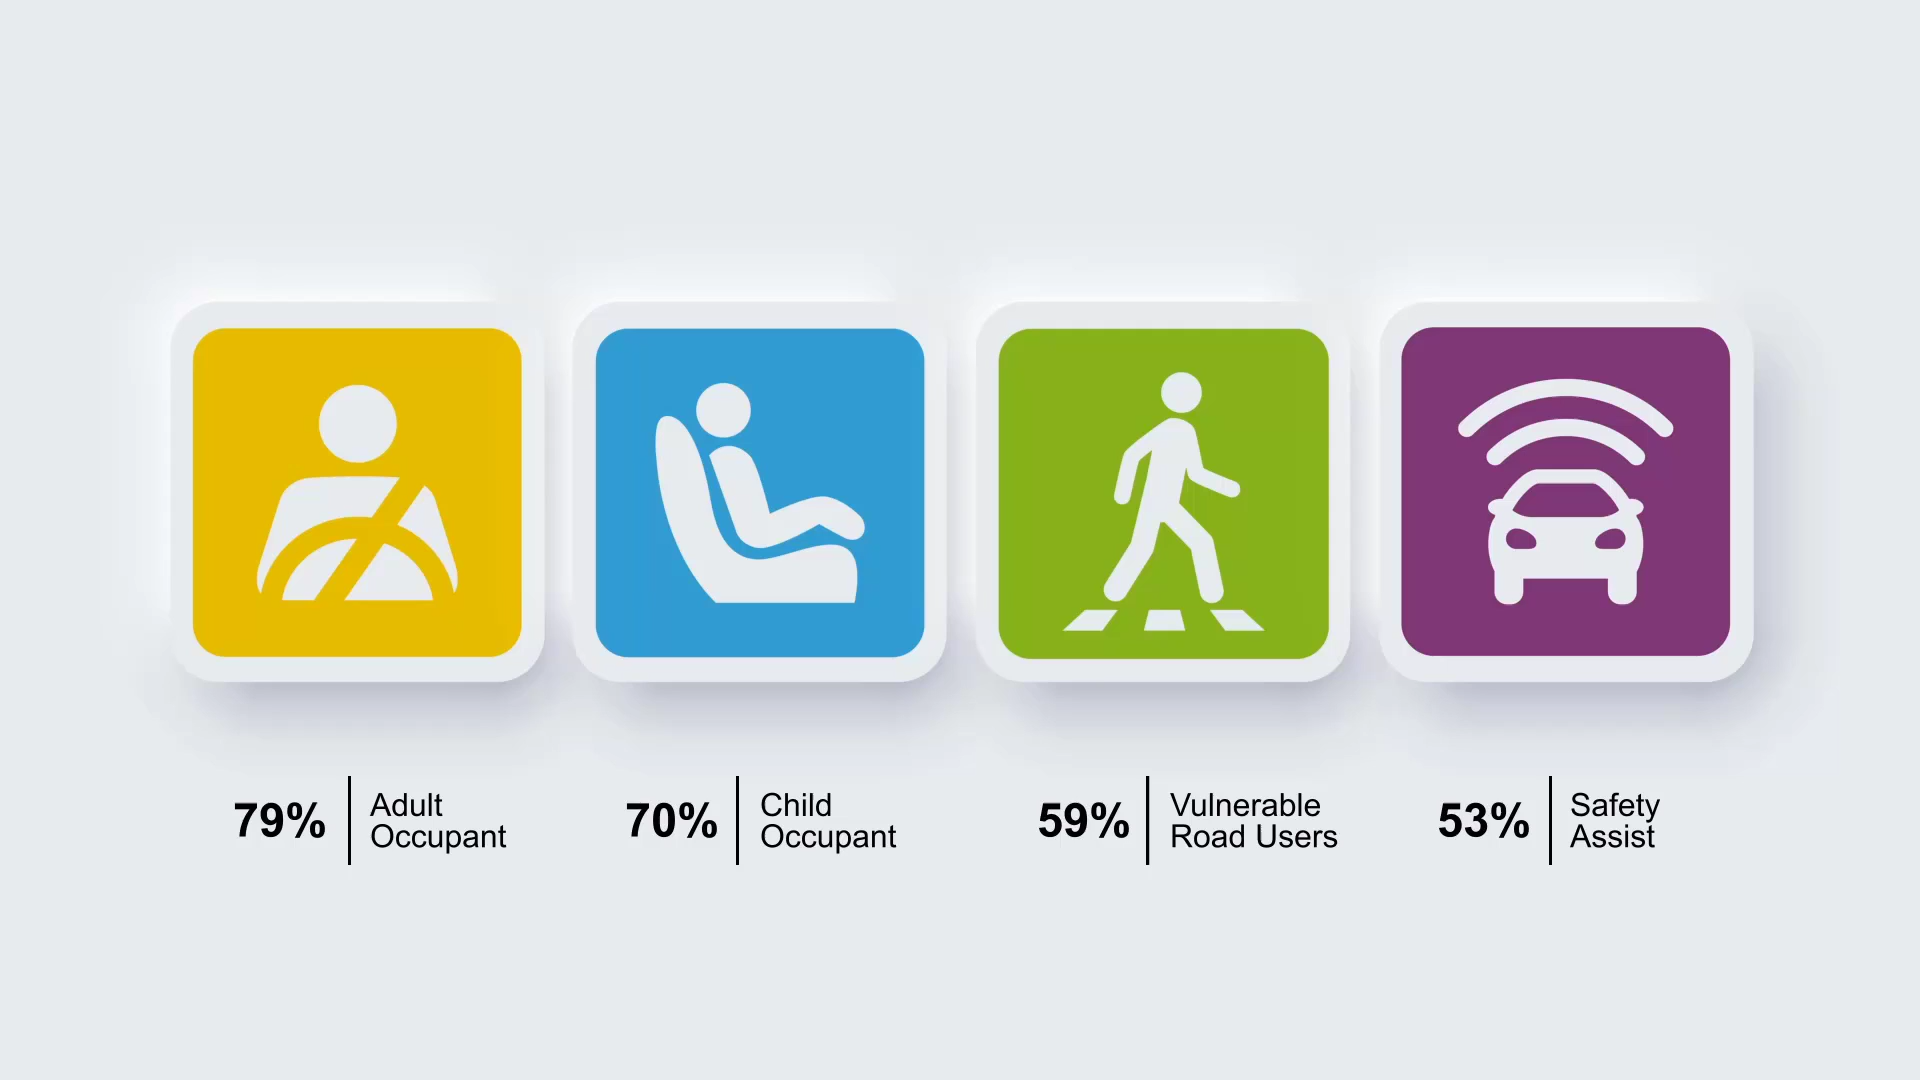 79%
Adult
Occupant
70%
Child
Occupant
59%
Vulnerable
Road Users
53%
Safety
Assist